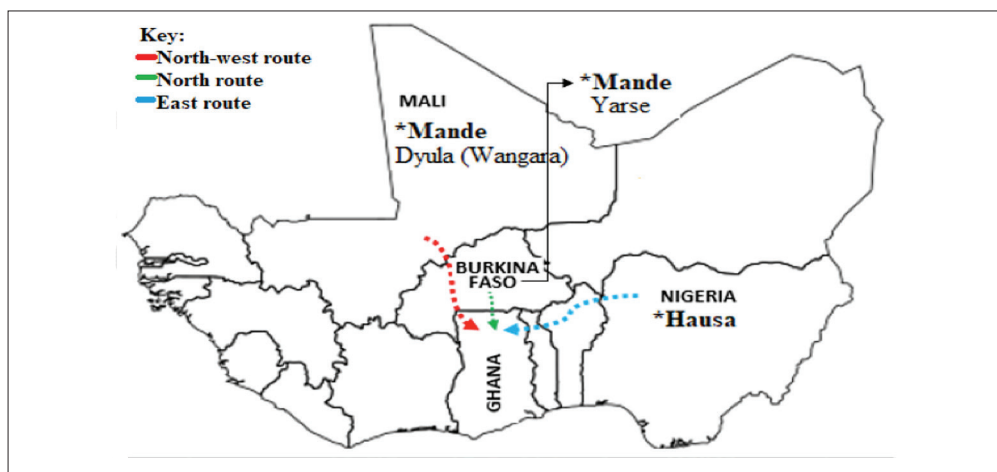 Key:
North-west route
North route
East route
MALI
*Mande
Dyula (Wangara)
*Mande
Yarse
BURKINA
FASO
NIGERIA
*Hausa
GHANA